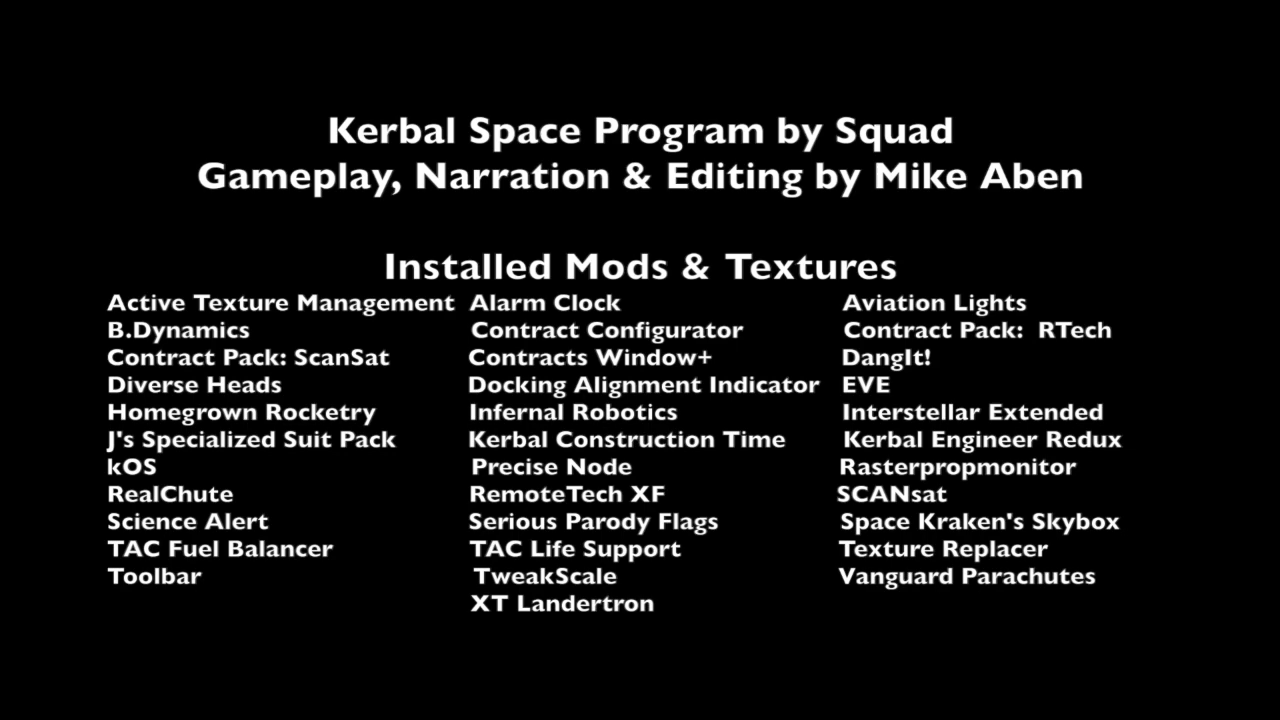 Kerbal Space Program by Squad
Gameplay, Narration & Editing by Mike Aben
Installed Mods & Textures
Active Texture Management Alarm Clock Aviation Lights
B.Dynamics Contract Configurator Contract Pack: RTech
Contract Pack: ScanSat Contracts Window+ DangIt!
Diverse Heads Docking Alignment Indicator EVE
Homegrown Rocketry Infernal Robotics Interstellar Extended
J's Specialized Suit Pack Kerbal Construction Time Kerbal Engineer Redux
kOS Precise Node Rasterpropmonitor
RealChute RemoteTech XF SCANsat
Science Alert Serious Parody Flags Space Kraken's Skybox
TAC Fuel Balancer TAC Life Support Texture Replacer
Toolbar TweakScale Vanguard Parachutes
XT Landertron